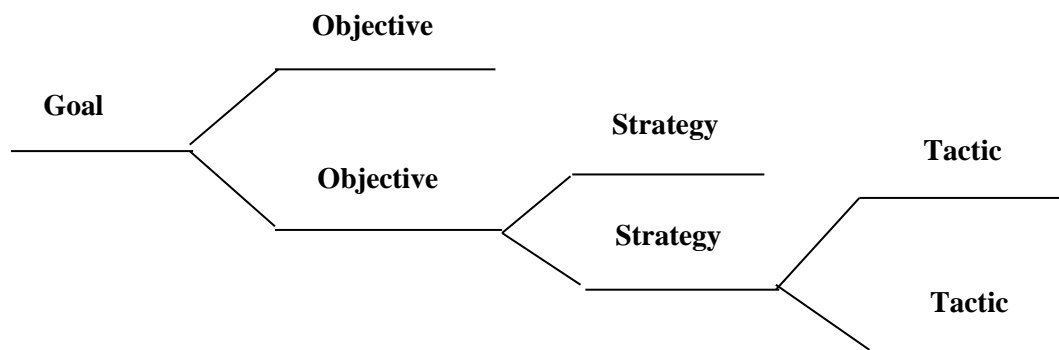 Objective
Goal
Objective
Strategy
Strategy
Tactic
Tactic